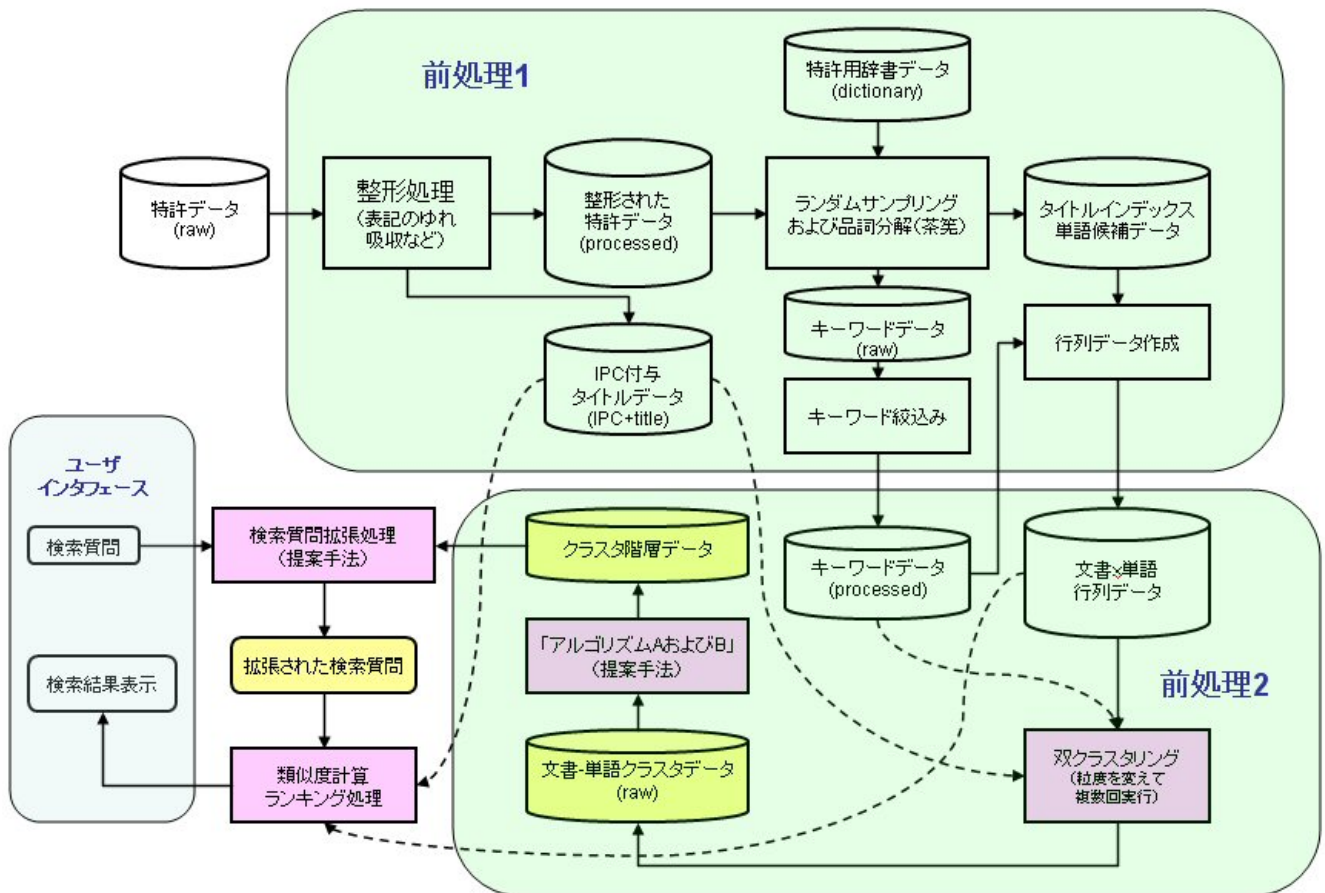 前処理1
特許用辞書データ
(dictionary)
特許データ
(raw)
整形処理
(表記のゆれ
吸収など)
整形された
特許データ
(processed)
ランダムサンプリング
および品詞分解(茶筅)
タイトルインデックス
単語候補データ
キーワードデータ
(raw)
行列データ作成
IPC付与
タイトルデータ
(IPC+title)
キーワード絞込み
ユーザ
インタフェース
検索質問
検索質問拡張処理
(提案手法)
クラスタ階層データ
キーワードデータ
(processed)
文書x単語
行列データ
「アルゴリズムAおよびB」
(提案手法)
拡張された検索質問
検索結果表示
前処理2
類似度計算
ランキング処理
文書-単語クラスタデータ
(raw)
双クラスタリング
(粒度を変えて
複数回実行)